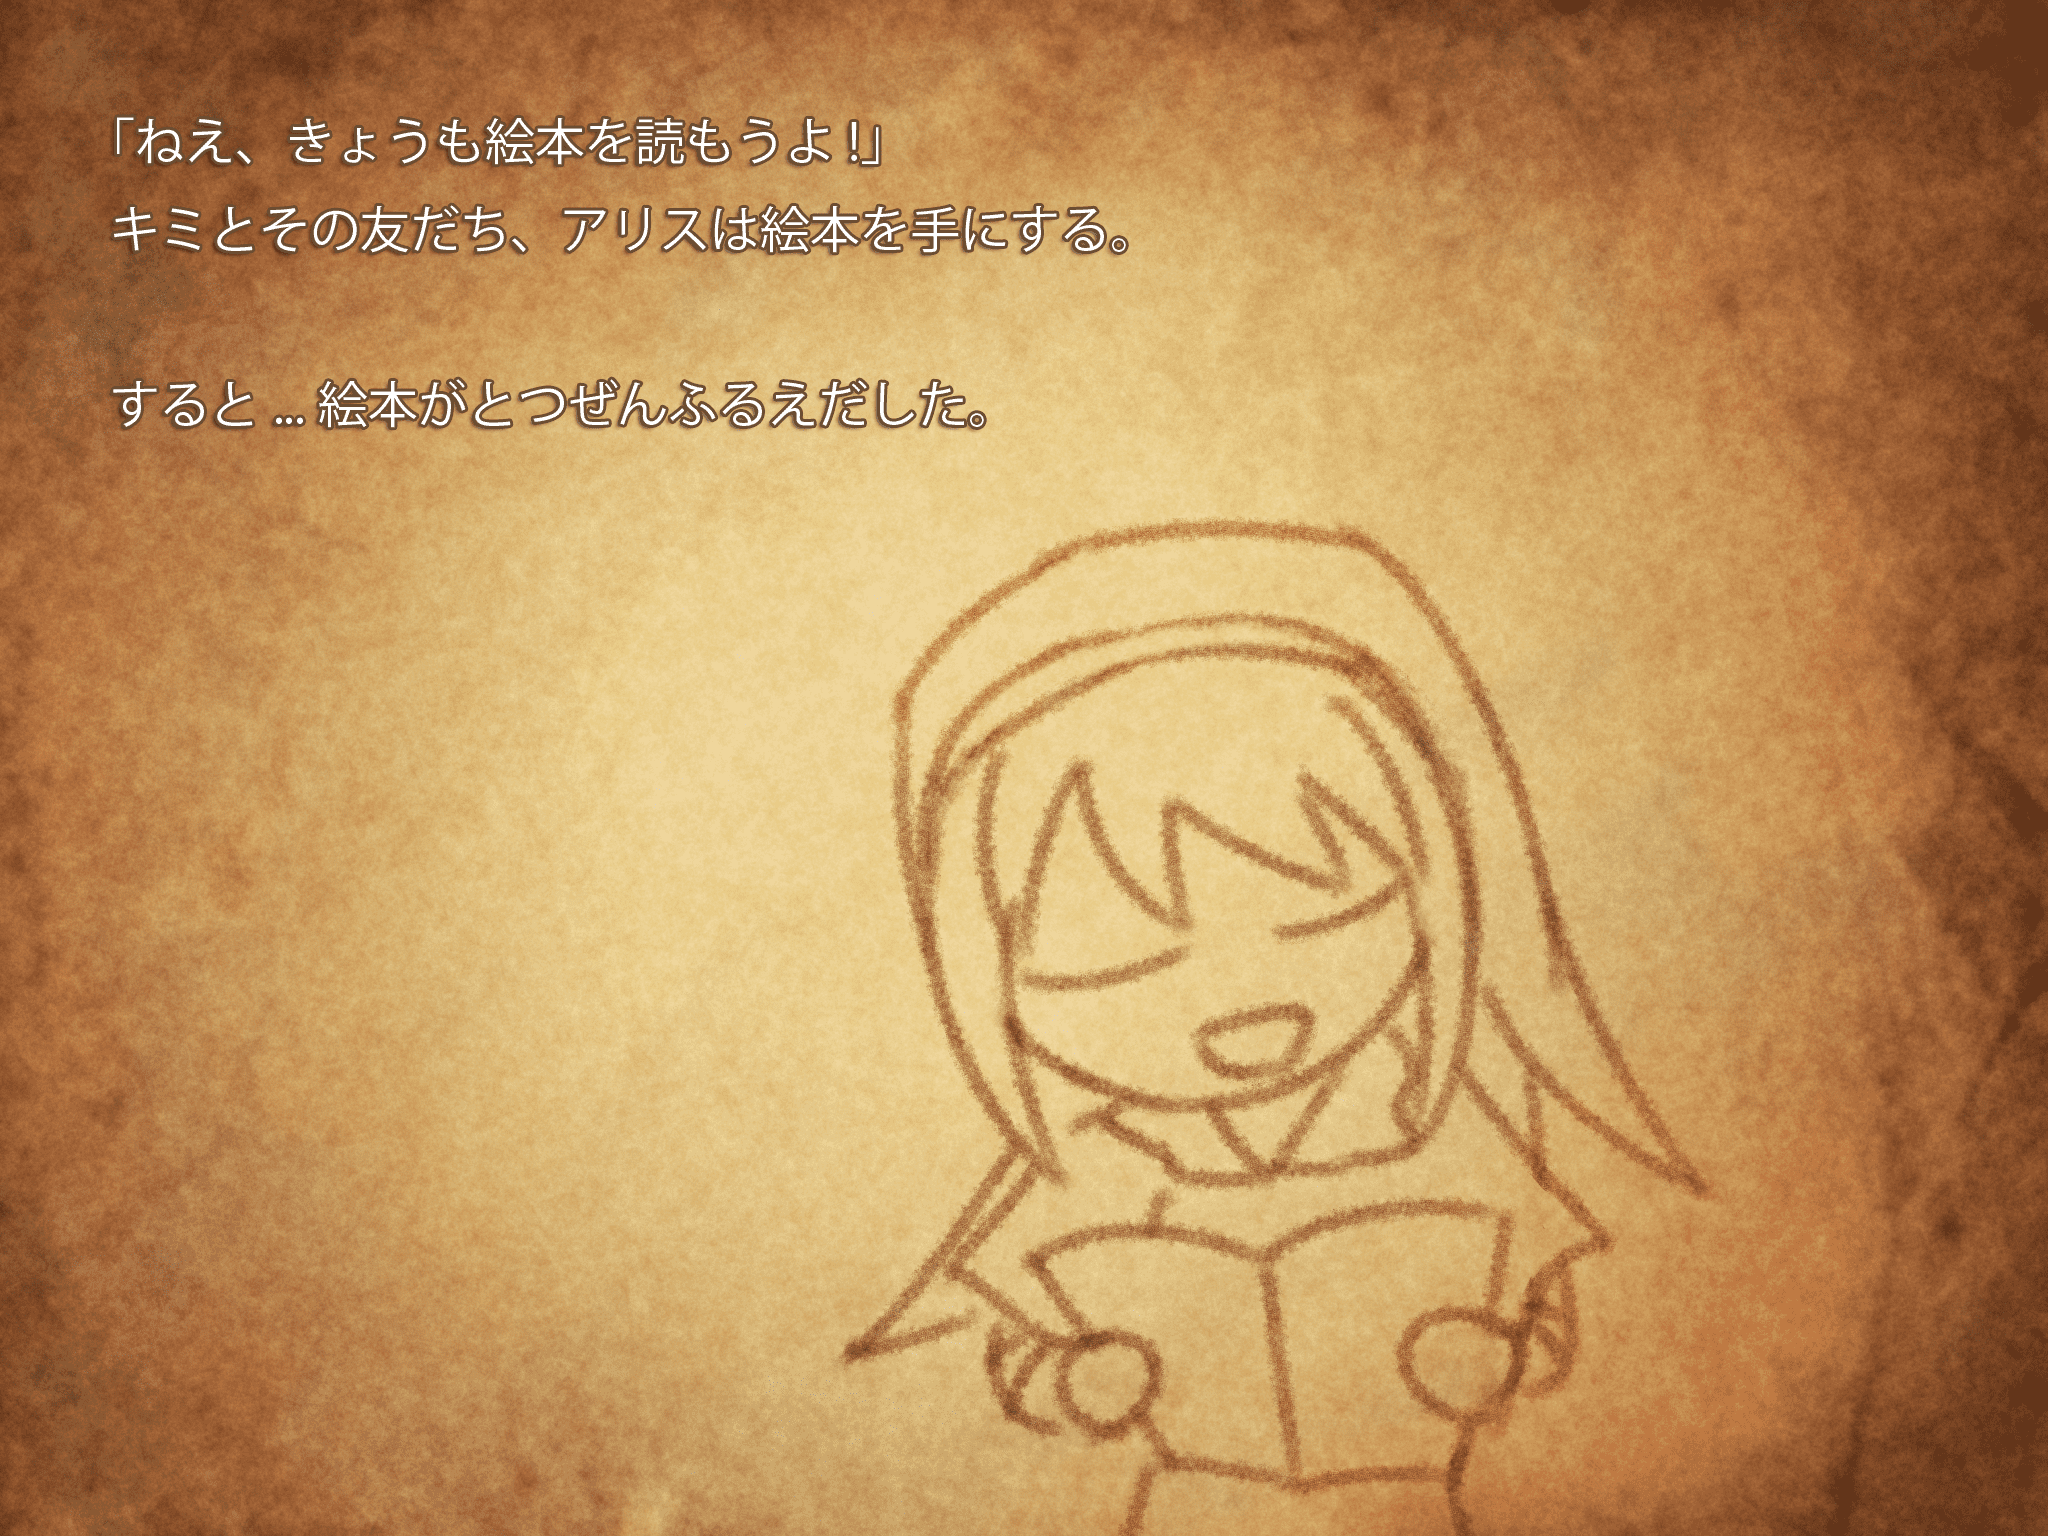 「ねえ、きょうも絵本を読もうよ!」
キミとその友だち、アリスは絵本を手にする。
すると ... 絵本がとつぜんふるえだした。